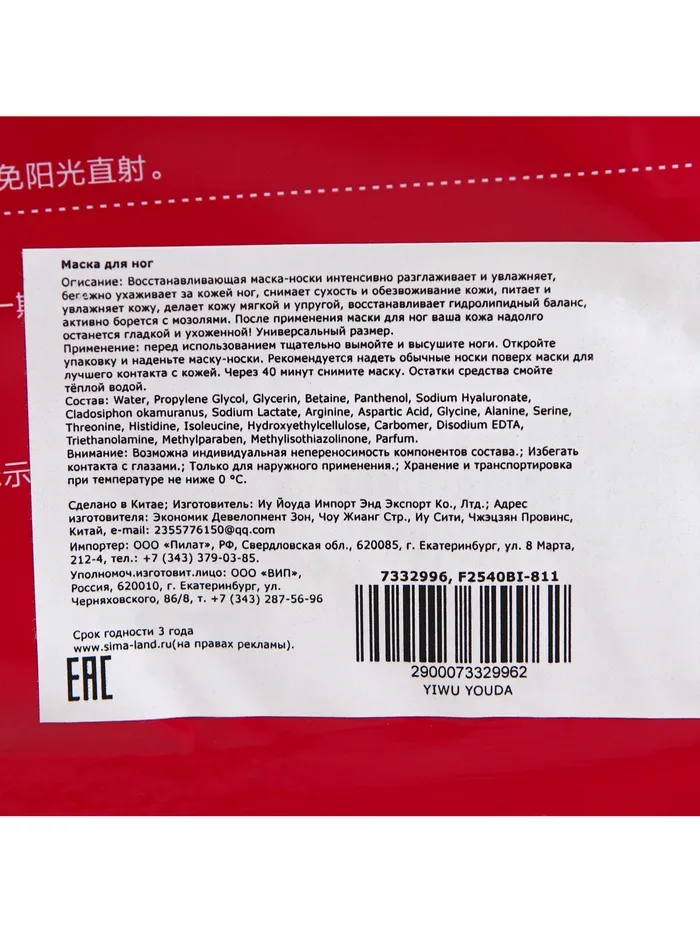 免阳光直射。
Маска для ног
Огисание: Восстанавливающая маска-носки интенсивно разглаживает и увлажняет,
бережно ухаживает за кожей ног, снимает сухость и обезвоживание кожи, питает и
увлажняет кожу, делает кожу мягкой и упругой, восстанавливает гидролипидный баланс,
активно борется с мозолями. После применения маски для ног ваша кожа надолго
останется гладкой и ухоженной! Универсальный размер.
Применение: перед использованием тщательно вымойте и высушите ноги. Откройте
упаковку и наденьте маску-носки. Рекомендуется надеть обычные носки поверх маски для
лучшего контакта с кожей. Через 40 минут снимите маску. Остатки средства смойте
тёплой водой.
Состав: Water, Propylene Glycol, Glycerin, Betaine, Panthenol, Sodium Hyaluronate,
Cladosiphon okamuranus, Sodium Lactate, Arginine, Aspartic Acid, Glycine, Alanine, Serine,
Threonine, Histidine, Isoleucine, Hydroxyethylcellulose, Carbomer, Disodium EDTA,
Triethanolamine, Methylparaben, Methylisothiazolinone, Parfum.
Внимание: Возможна индивидуальная непереносимость компонентов состава.; Избегать
контакта с глазами.; Только для наружного применения.; Хранение и транспортировка
при температуре не ниже 0 °C.
示
Сделано в Китае; Изготовитель: Иу Йоуда Импорт Энд Экспорт Ко., Лтд.; Адрес
изготовителя: Экономик Девелопмент Зон, Чоу Жианг Стр., Иу Сити, Чжэцзян Провинс,
Китай, e-mail: 2355776150@qq.com
Импортер: ООО «Пилат», РФ, Свердловская обл., 620085, г. Екатеринбург, ул. 8 Марта,
212-4, тел.: +7 (343) 379-03-85.
Уполномоч.изготовит.лицо: ООО «ВИП»,
Россия, 620010, г. Екатеринбург, ул.
Черняховского, 86/8, т. +7 (343) 287-56-96
7332996, F2540BI-811
2900073329962
YIWU YOUDA
Срок годности 3 года
www.sima-land.ru(на правах рекламы).
EAC